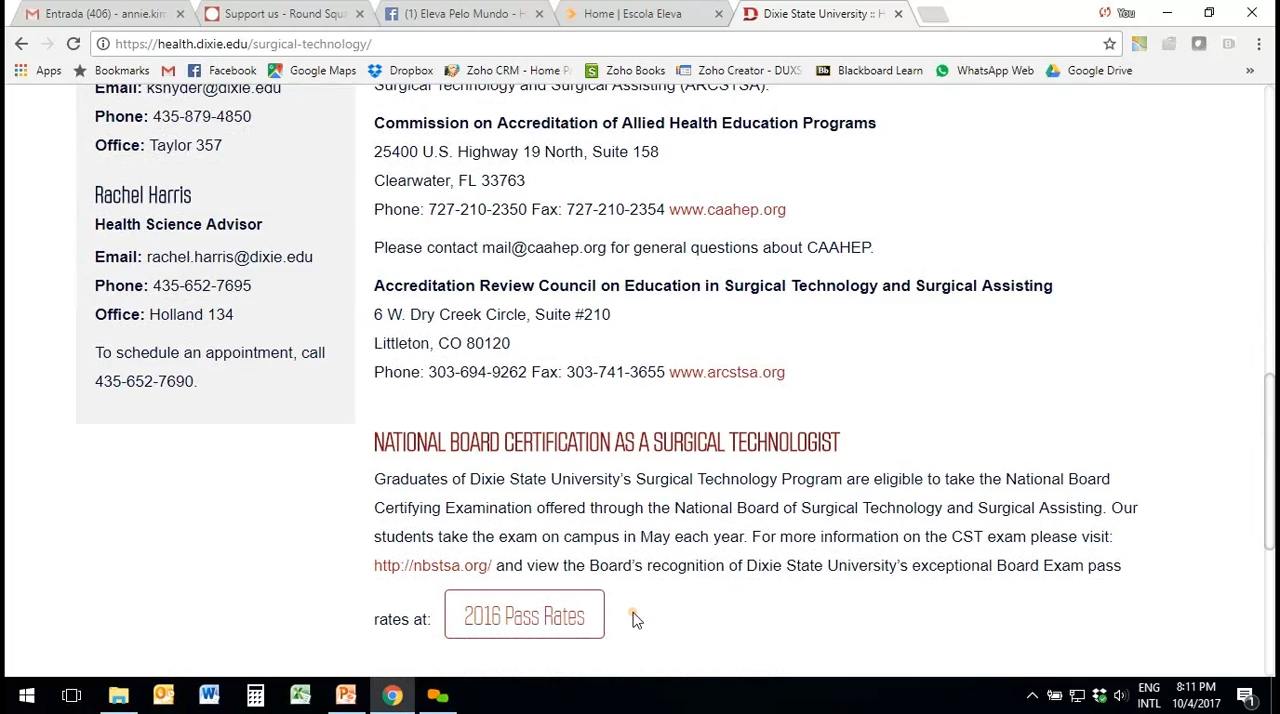 Entrada (406) - annie.kim
Support us - Round Squar
(1) Eleva Pelo Mundo - H
Home | Escola Eleva
Dixie State University :: H
You
https://health.dixie.edu/surgical-technology/
Apps
Bookmarks
Facebook
Google Maps
Dropbox
Zoho CRM - Home P
Zoho Books
Zoho Creator - DUXS
Blackboard Learn
WhatsApp Web
Google Drive
Email: kshyder@dixie.edu
Phone: 435-879-4850
Office: Taylor 357
Rachel Harris
Health Science Advisor
Email: rachel.harris@dixie.edu
Phone: 435-652-7695
Office: Holland 134
To schedule an appointment, call
435-652-7690.
Surgical Technology and Surgical Assisting (ARCSTSA).
Commission on Accreditation of Allied Health Education Programs
25400 U.S. Highway 19 North, Suite 158
Clearwater, FL 33763
Phone: 727-210-2350 Fax: 727-210-2354 www.caahep.org
Please contact mail@caahep.org for general questions about CAAHEP.
Accreditation Review Council on Education in Surgical Technology and Surgical Assisting
6 W. Dry Creek Circle, Suite #210
Littleton, CO 80120
Phone: 303-694-9262 Fax: 303-741-3655 www.arcstsa.org
NATIONAL BOARD CERTIFICATION AS A SURGICAL TECHNOLOGIST
Graduates of Dixie State University's Surgical Technology Program are eligible to take the National Board
Certifying Examination offered through the National Board of Surgical Technology and Surgical Assisting. Our
students take the exam on campus in May each year. For more information on the CST exam please visit:
http://nbstsa.org/ and view the Board's recognition of Dixie State University's exceptional Board Exam pass
rates at: 2016 Pass Rates
ENG
INTL
8:11 PM
10/4/2017